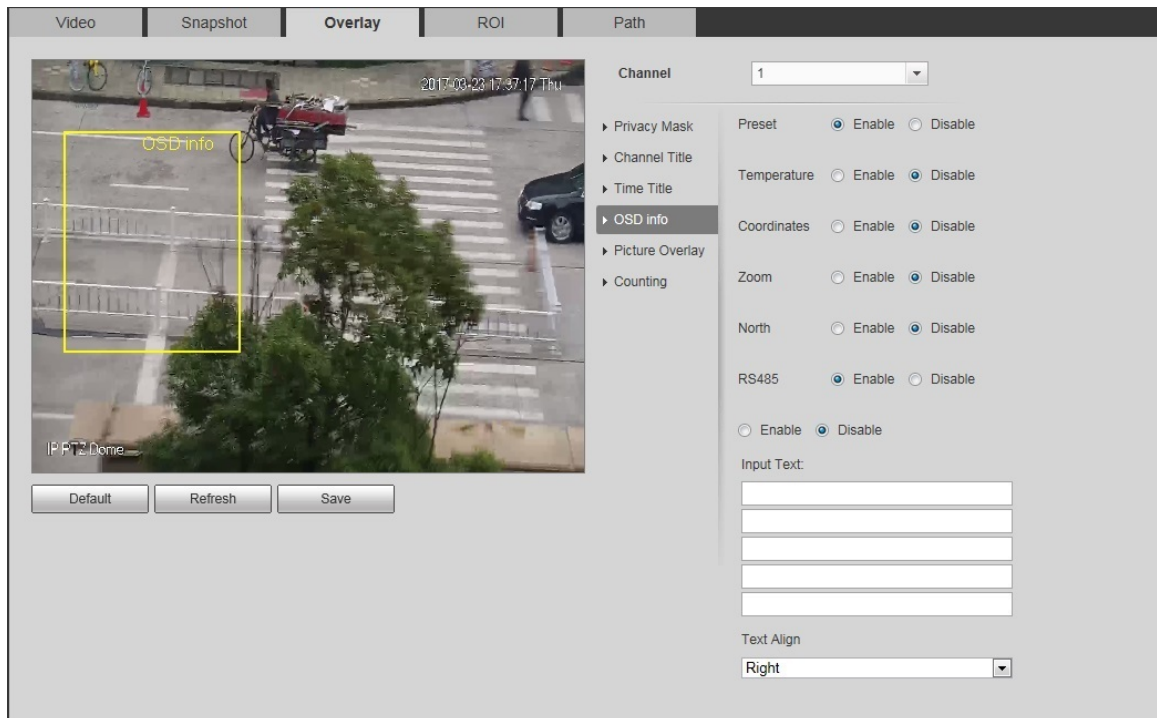 Video Snapshot Overlay ROI Path
2017-03-23 17:37:17 Thu
OSD info
IP PTZ Dome
Default Refresh Save
Channel 1
Privacy Mask
Channel Title
Time Title
OSD info
Picture Overlay
Counting
Preset Enable Disable
Temperature Enable Disable
Coordinates Enable Disable
Zoom Enable Disable
North Enable Disable
RS485 Enable Disable
Enable Disable
Input Text:
Text Align
Right